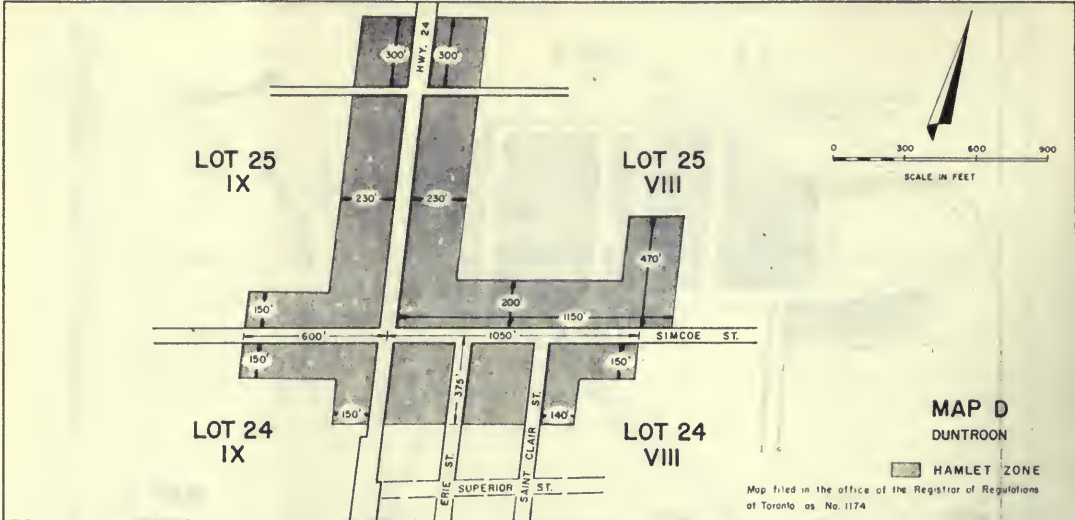 HWY. 24
300'
300'
LOT 25
IX
LOT 25
VIII
0 300 600 900
SCALE IN FEET
230'
230'
470'
150'
200'
1150'
600'
1050'
SIMCOE ST.
150'
375'
150'
150'
140'
LOT 24
IX
LOT 24
VIII
ERIE ST.
SAINT CLAIR ST.
SUPERIOR ST.
MAP D
DUNTROON
HAMLET ZONE
Map filed in the office of the Registrar of Regulations
at Toronto as No. 1174